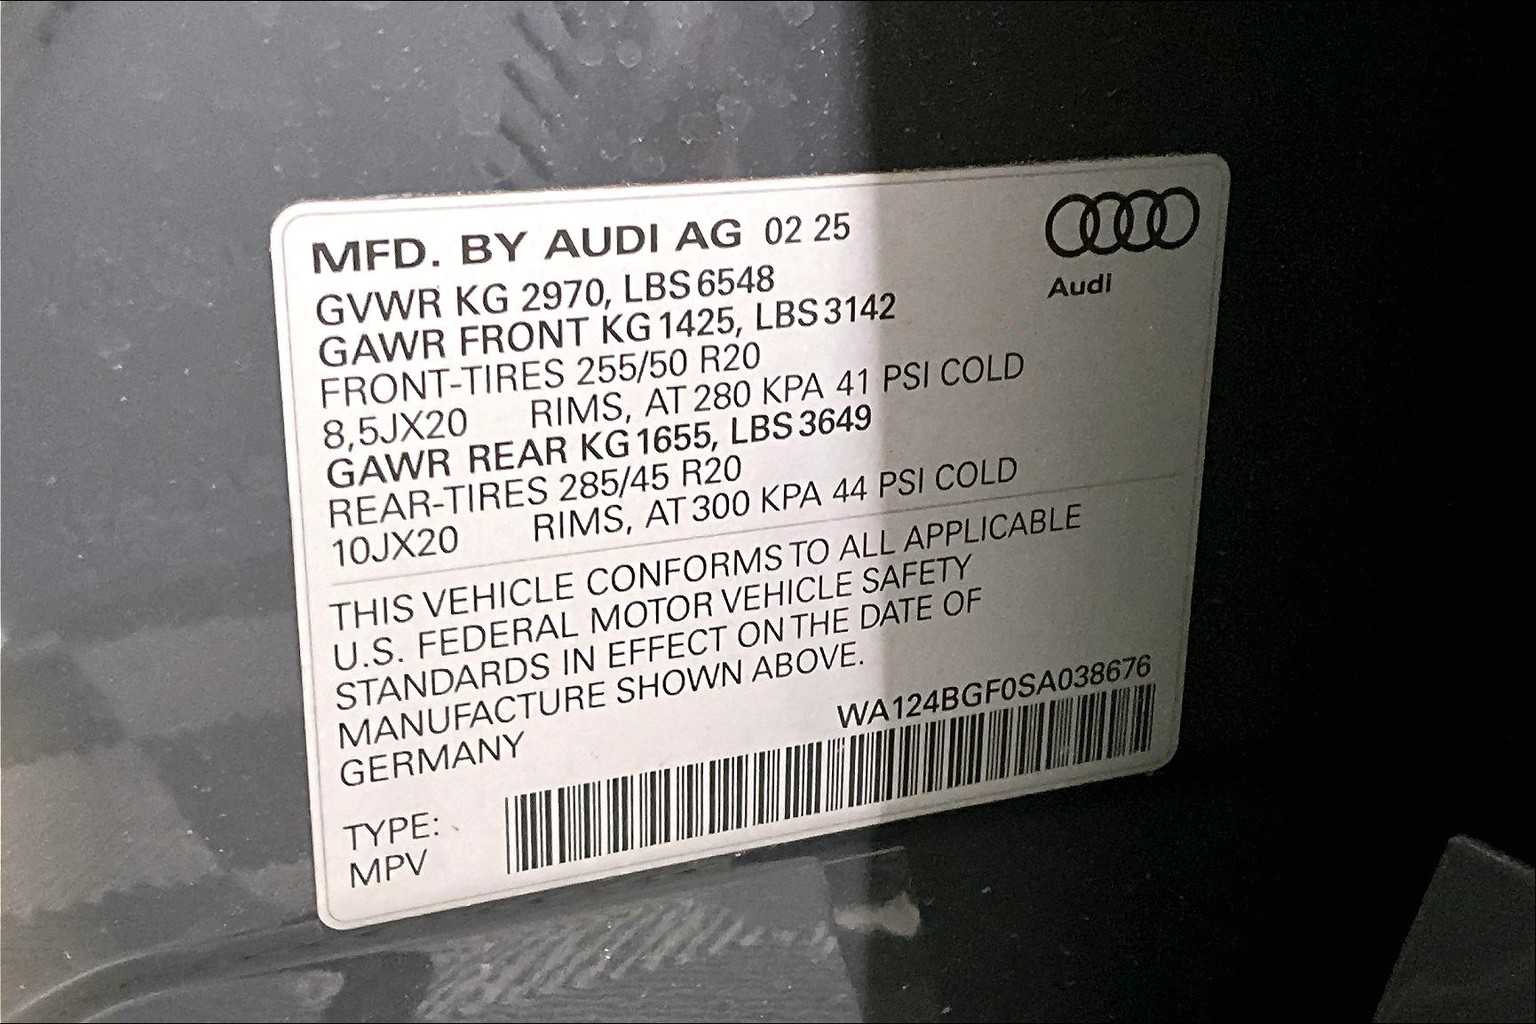 MFD. BY AUDI AG 02 25
Audi
GVWR KG 2970, LBS 6548
GAWR FRONT KG 1425, LBS 3142
FRONT-TIRES 255/50 R20
8,5JX20 RIMS, AT 280 KPA 41 PSI COLD
GAWR REAR KG 1655, LBS 3649
REAR-TIRES 285/45 R20
10JX20 RIMS, AT 300 KPA 44 PSI COLD
THIS VEHICLE CONFORMS TO ALL APPLICABLE
U.S. FEDERAL MOTOR VEHICLE SAFETY
STANDARDS IN EFFECT ON THE DATE OF
MANUFACTURE SHOWN ABOVE.
GERMANY
WA124BGF0SA038676
TYPE:
MPV